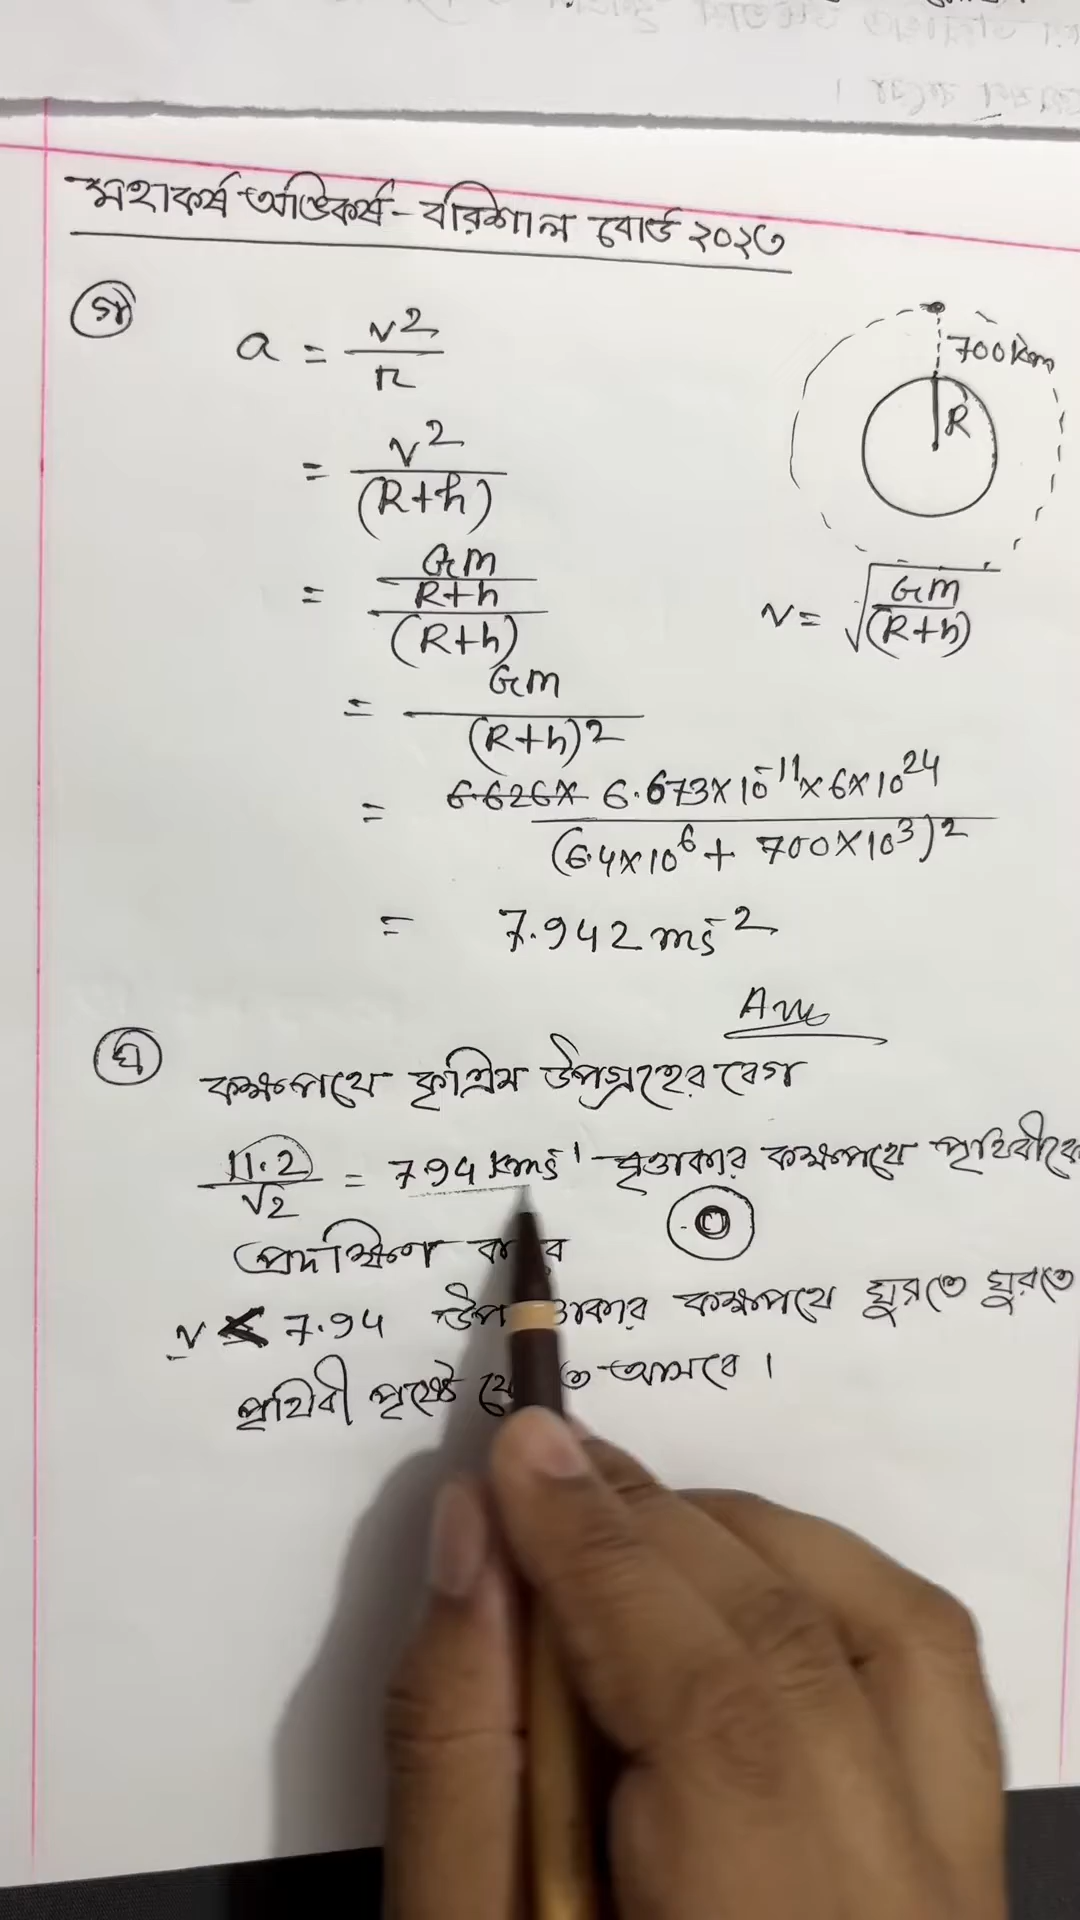 মহাকর্ষ অভিকর্ষ - বরিশাল বোর্ড ২০২৩
গ
a = v²/r
700 km
R
= v²/(R+h)
= (GM/(R+h))/(R+h)
v = √(GM/(R+h))
= GM/(R+h)²
= 6.673×10⁻¹¹×6×10²⁴/(6.4×10⁶ + 700×10³)²
= 7.942 ms⁻²
Ans
ঘ
কক্ষপথে কৃত্রিম উপগ্রহের বেগ
11.2/√2 = 7.94 kms⁻¹ বৃত্তাকার কক্ষপথে পৃথিবীকে
প্রদক্ষিণ
v < 7.94 কক্ষপথে ঘুরতে ঘুরতে
পৃথিবী পৃষ্ঠে আসবে।